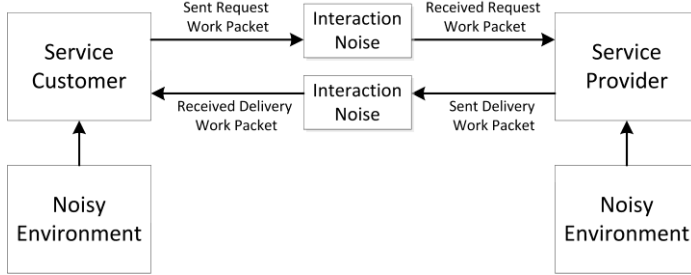 Sent Request
Work Packet
Received Request
Work Packet
Service
Customer
Interaction
Noise
Service
Provider
Received Delivery
Work Packet
Interaction
Noise
Sent Delivery
Work Packet
Noisy
Environment
Noisy
Environment